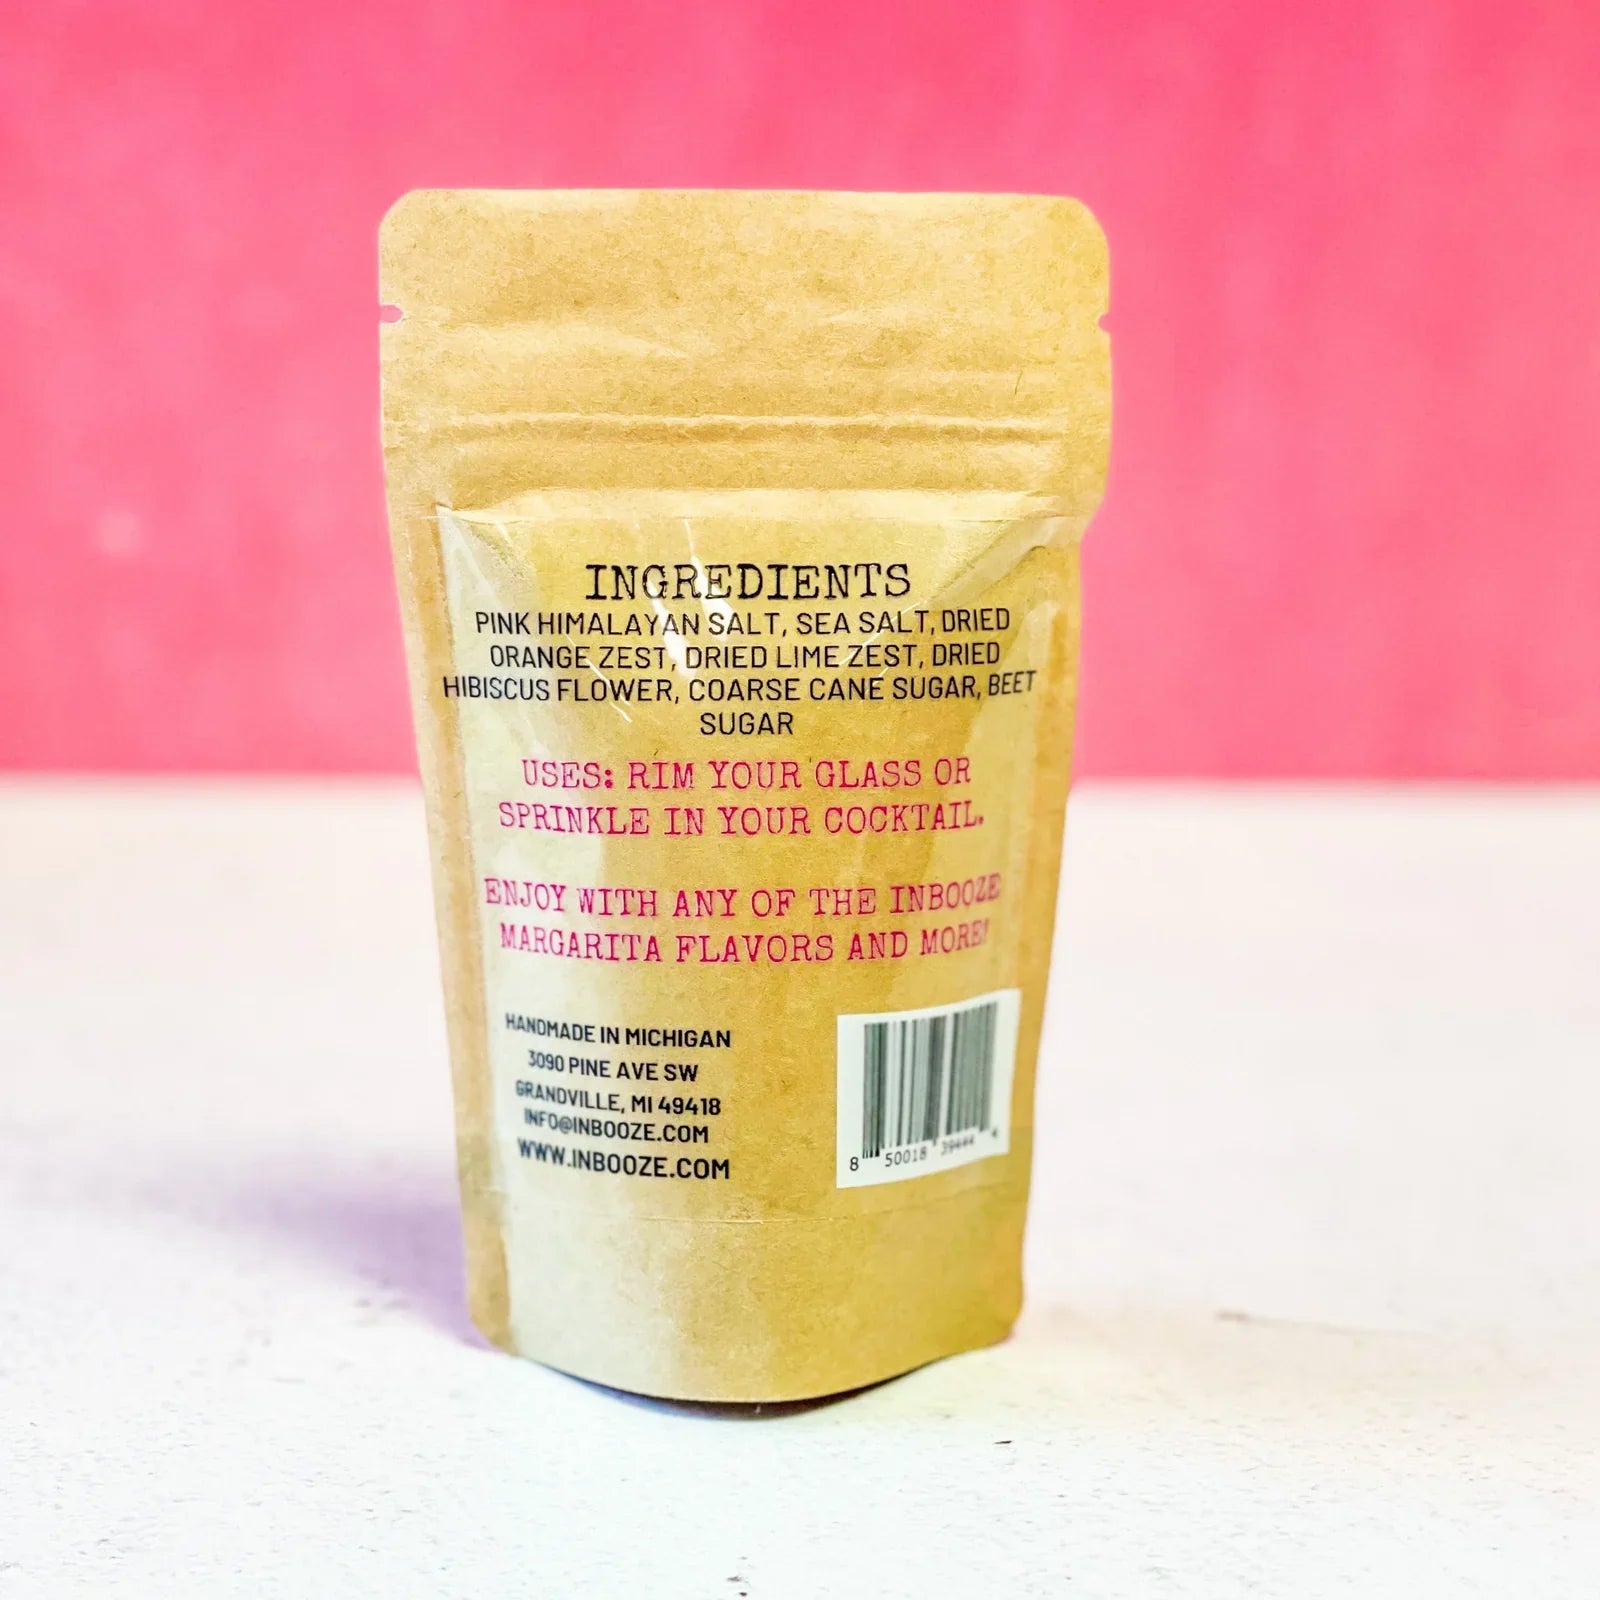 INGREDIENTS
PINK HIMALAYAN SALT, SEA SALT, DRIED
ORANGE ZEST, DRIED LIME ZEST, DRIED
HIBISCUS FLOWER, COARSE CANE SUGAR, BEET
SUGAR
USES: RIM YOUR GLASS OR
SPRINKLE IN YOUR COCKTAIL.
ENJOY WITH ANY OF THE INBOOZE
MARGARITA FLAVORS AND MORE!
HANDMADE IN MICHIGAN
3090 PINE AVE SW
GRANDVILLE, MI 49418
INFO@INBOOZE.COM
WWW.INBOOZE.COM
8 50018 39444 4